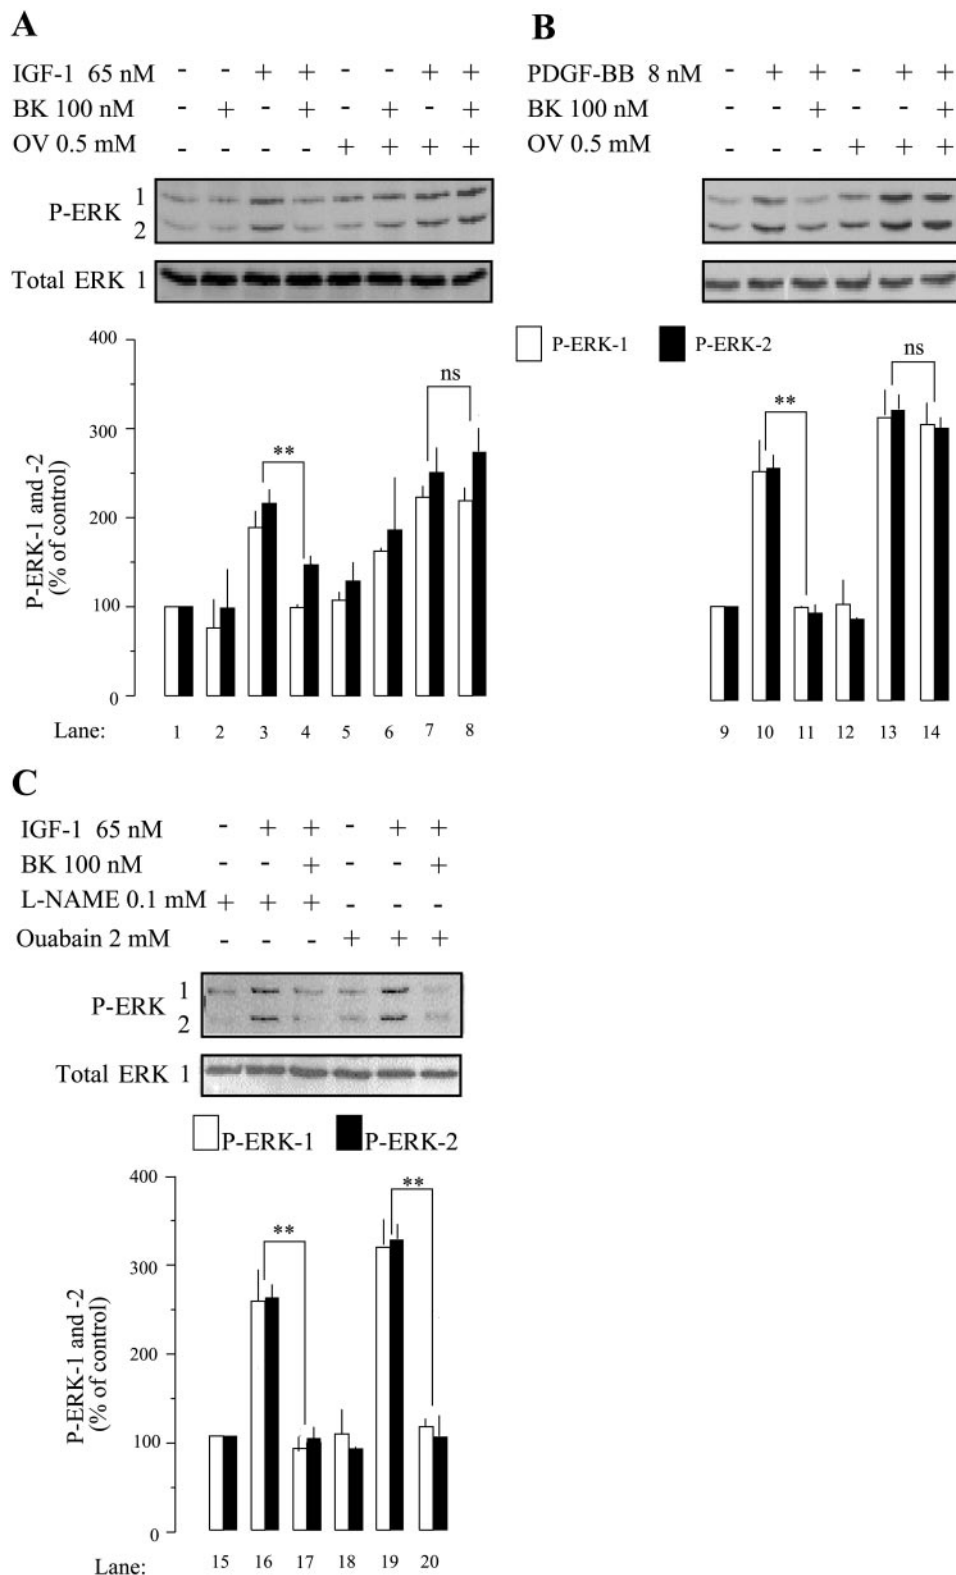 A
IGF-1 65 nM - - + + - - + +
BK 100 nM - + - + - + - +
OV 0.5 mM - - - - + + + +
P-ERK 1
2
Total ERK 1
400
300
200
100
0
P-ERK-1 and -2
(% of control)
**
ns
Lane: 1 2 3 4 5 6 7 8
B
PDGF-BB 8 nM - + + - + +
BK 100 nM - - + - - +
OV 0.5 mM - - - + + +
P-ERK-1 P-ERK-2
**
ns
9 10 11 12 13 14
C
IGF-1 65 nM - + + - + +
BK 100 nM - - + - - +
L-NAME 0.1 mM + + + - - -
Ouabain 2 mM - - - + + +
P-ERK 1
2
Total ERK 1
P-ERK-1 P-ERK-2
400
300
200
100
0
P-ERK-1 and -2
(% of control)
**
**
Lane: 15 16 17 18 19 20